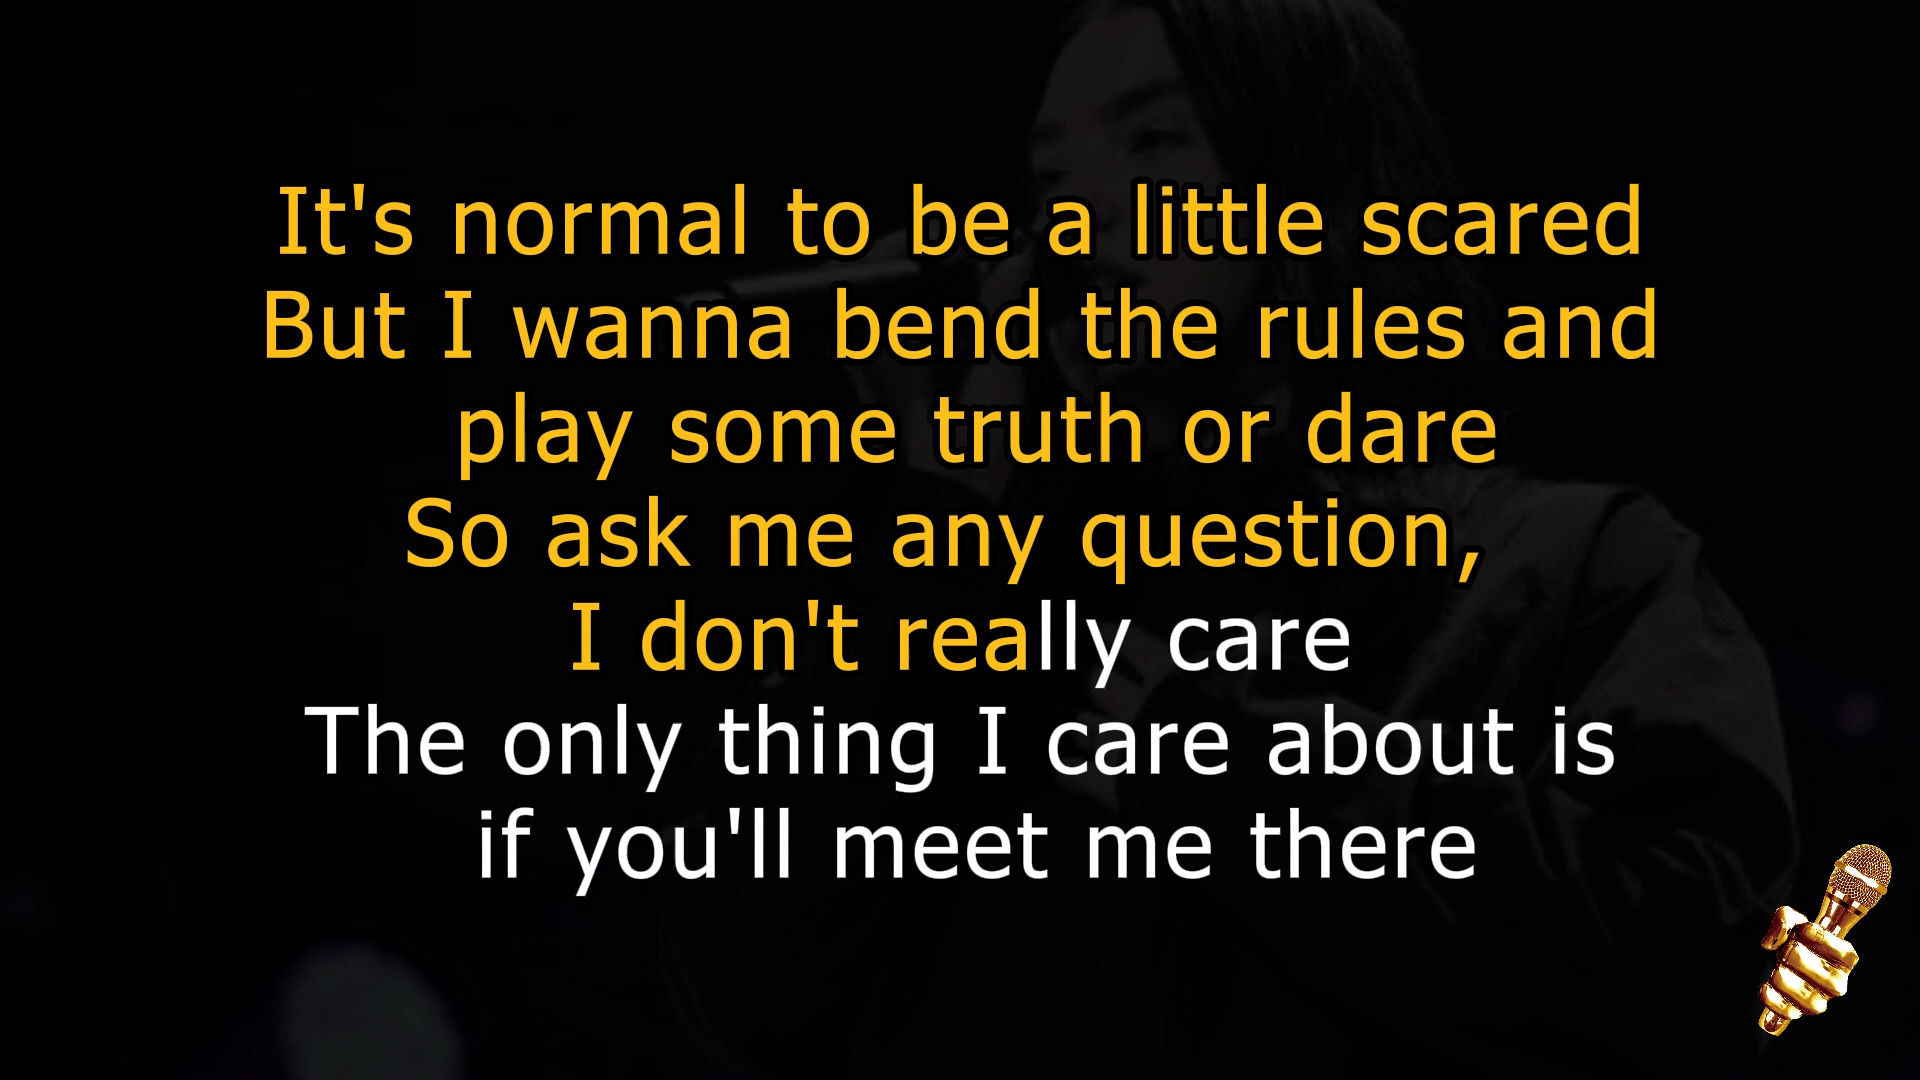 It's normal to be a little scared
But I wanna bend the rules and
play some truth or dare
So ask me any question,
I don't really care
The only thing I care about is
if you'll meet me there